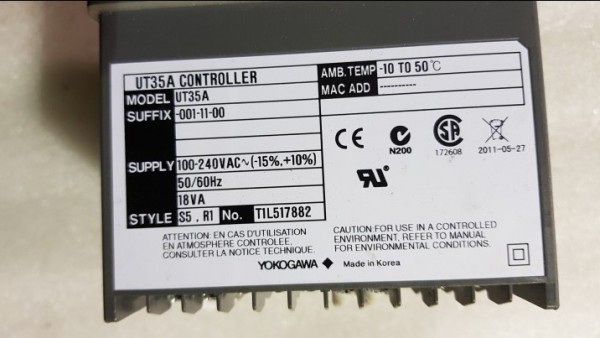 UT35A CONTROLLER
MODEL UT35A
SUFFIX -001-11-00
SUPPLY 100-240VAC~(-15%,+10%)
50/60Hz
18VA
STYLE S5 . R1 No. T1L517882
AMB.TEMP -10 TO 50℃
MAC ADD ----------
CE
N200
SA
172608
2011-05-27
ATTENTION: EN CAS D'UTILISATION
EN ATMOSPHERE CONTROLEE,
CONSULTER LA NOTICE TECHNIQUE.
CAUTION:FOR USE IN A CONTROLLED
ENVIRONMENT, REFER TO MANUAL
FOR ENVIRONMENTAL CONDITIONS.
YOKOGAWA ◆ Made in Korea